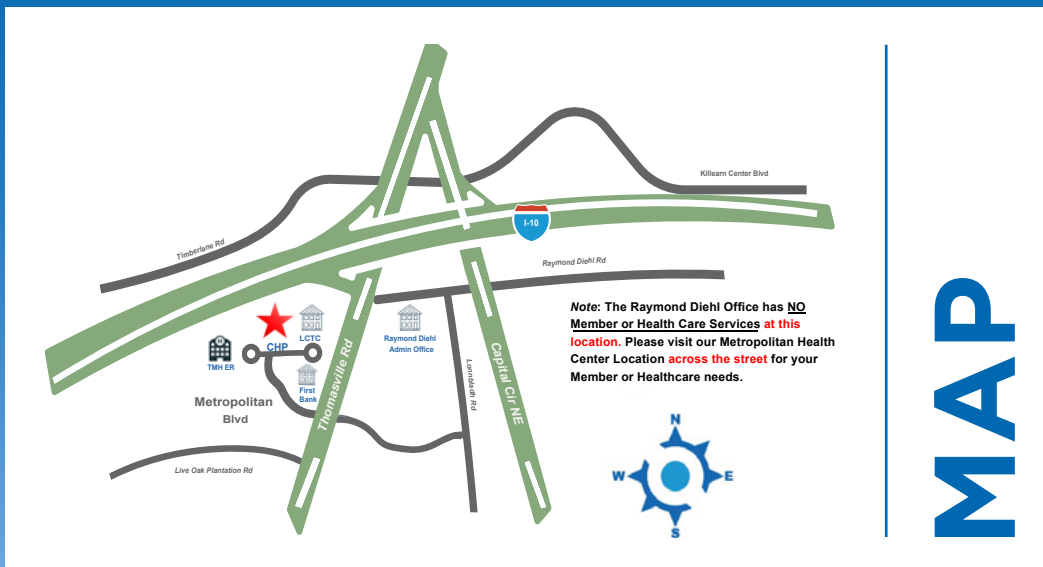 Killearn Center Blvd
I-10
Timberlane Rd
Raymond Diehl Rd
Note: The Raymond Diehl Office has NO
Member or Health Care Services at this
location. Please visit our Metropolitan Health
Center Location across the street for your
Member or Healthcare needs.
LCTC
CHP
TMH ER
Raymond Diehl
Admin Office
First
Bank
Metropolitan
Blvd
Thomasville Rd
Capital Cir NE
Lonnbladh Rd
Live Oak Plantation Rd
N
W
E
S
MAP
H